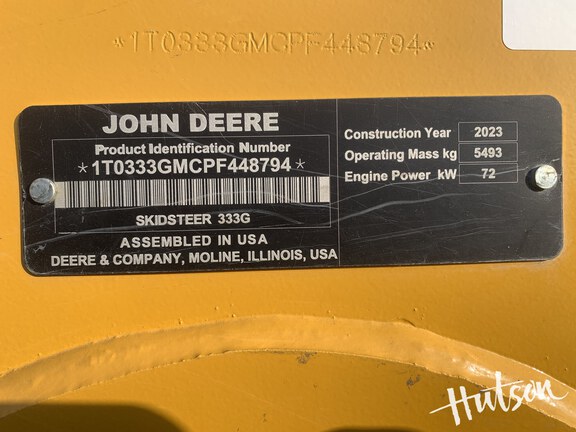 *1T0333GMCPF448794*
JOHN DEERE
Product Identification Number
*1T0333GMCPF448794*
SKIDSTEER 333G
ASSEMBLED IN USA
DEERE & COMPANY, MOLINE, ILLINOIS, USA
Construction Year 2023
Operating Mass kg 5493
Engine Power kW 72
Hutson